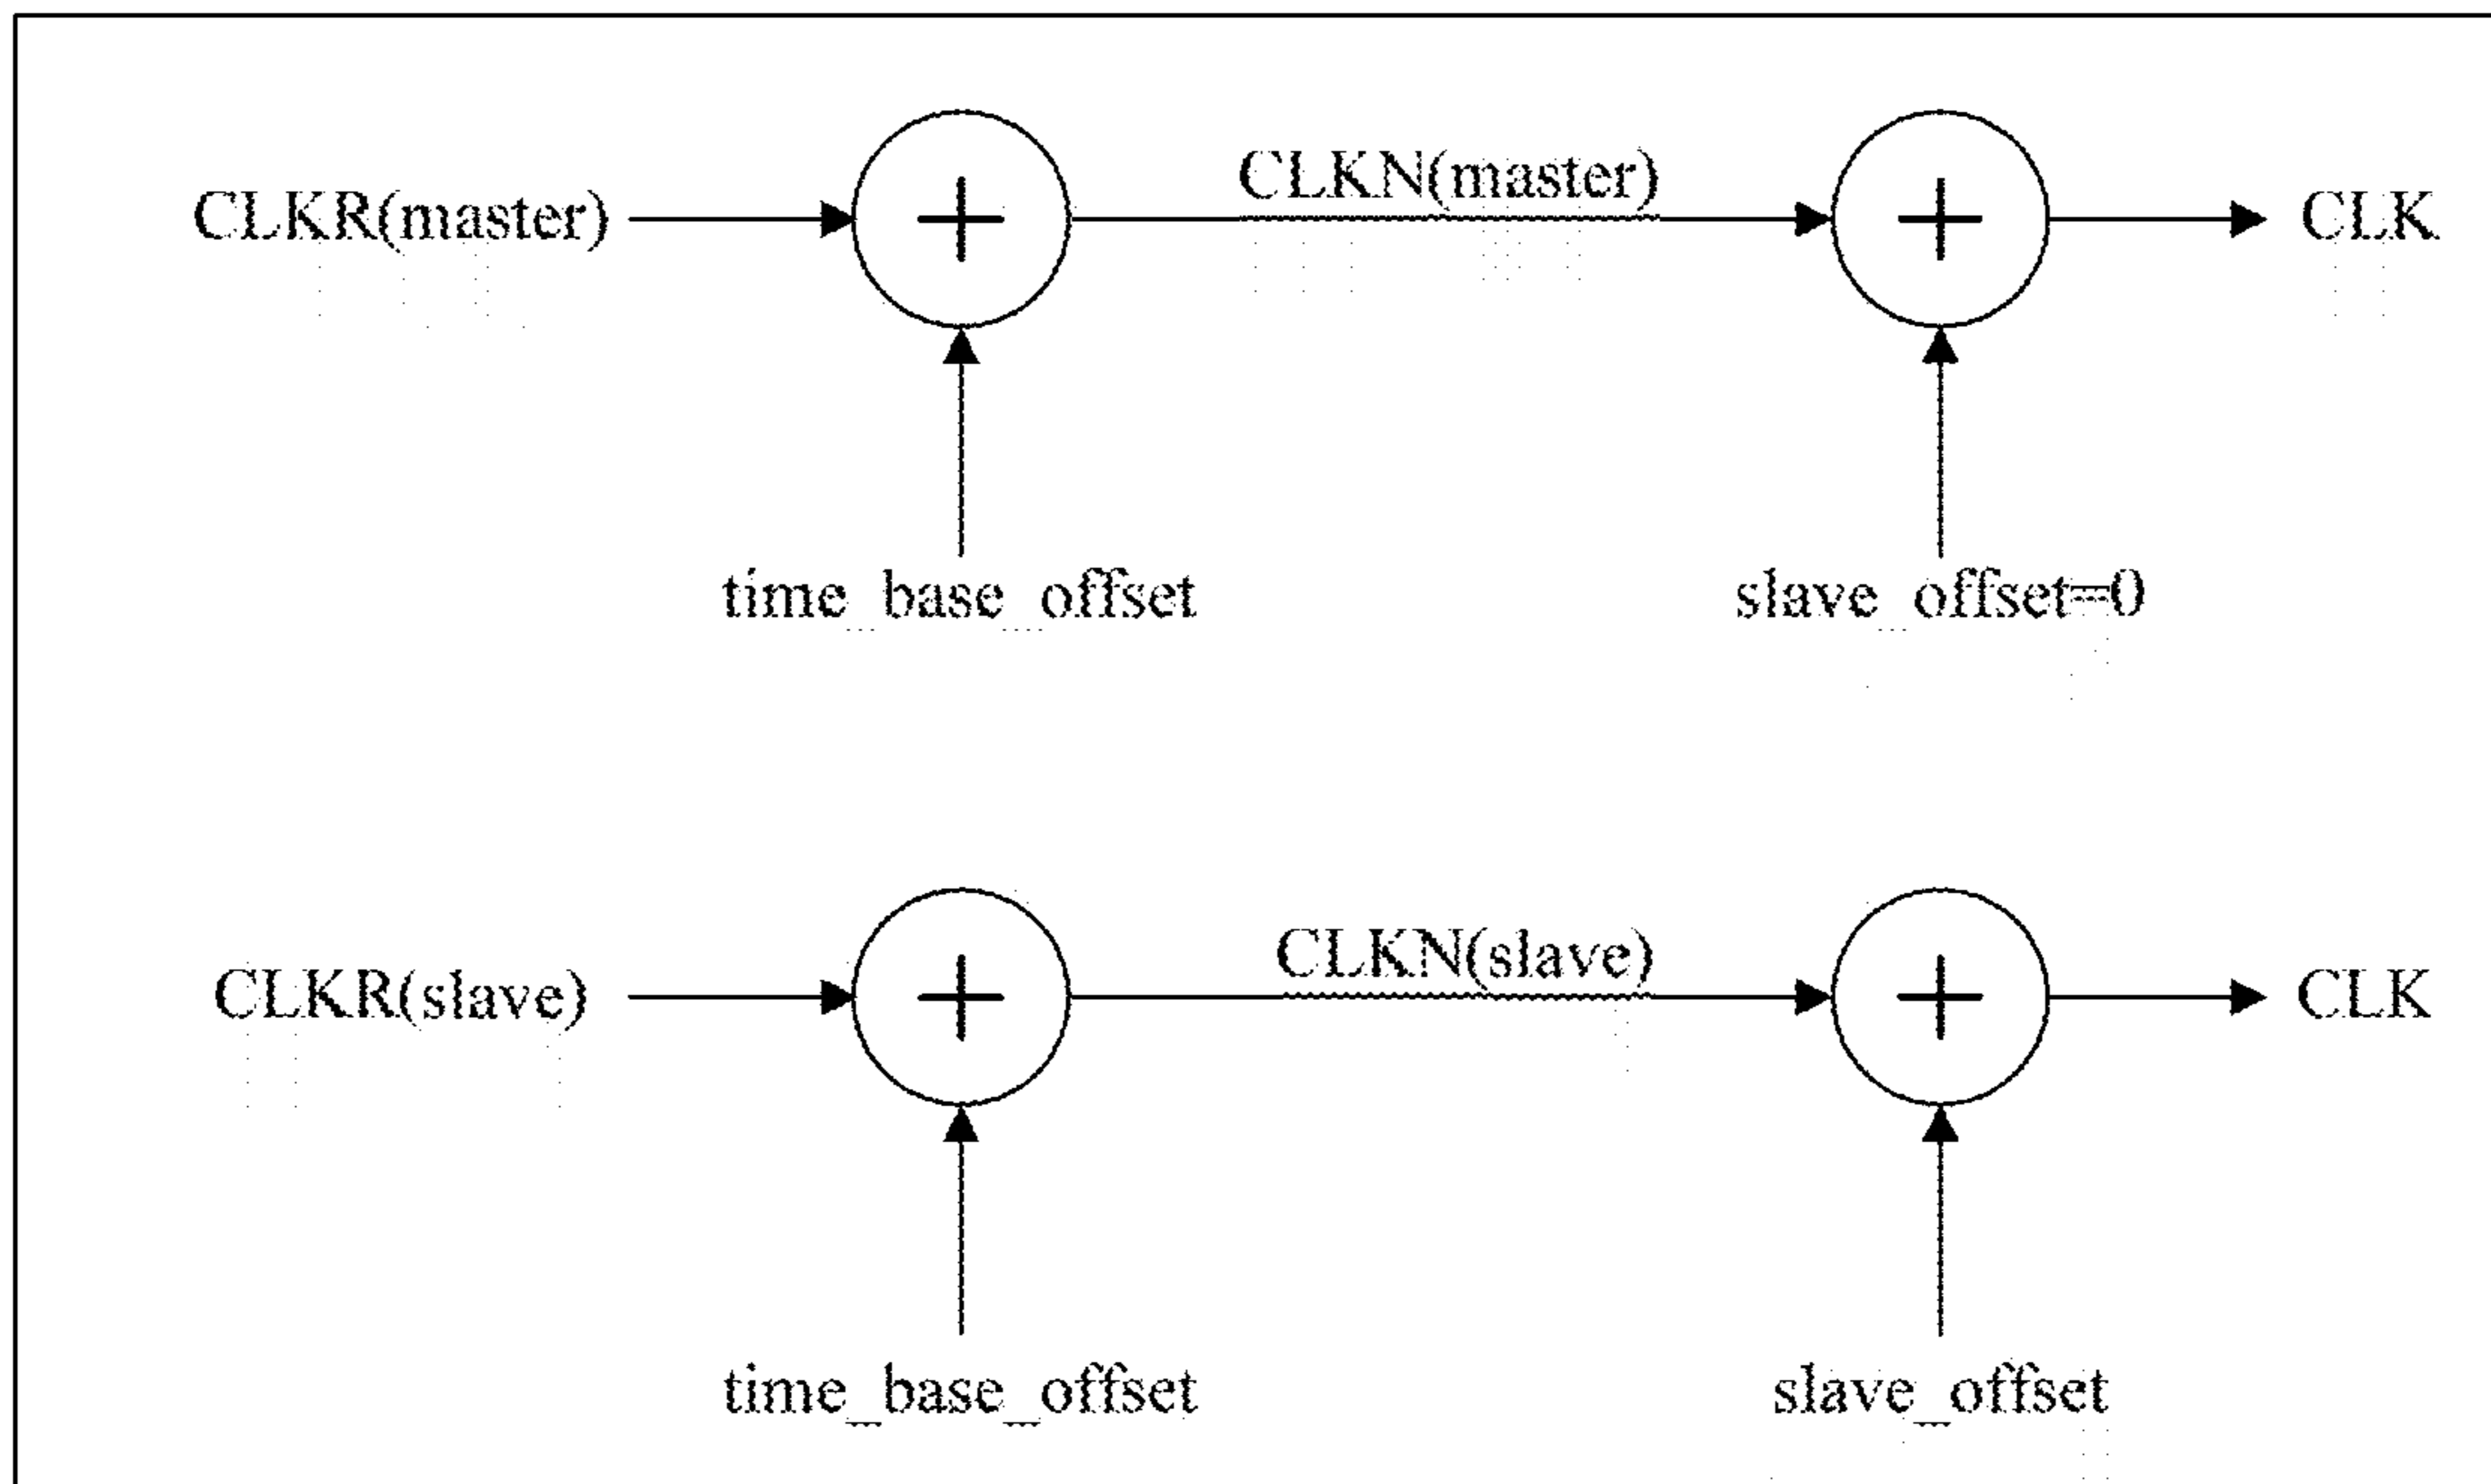 CLKR(master)
CLKN(master)
CLK
time_base_offset
slave_offset=0
CLKR(slave)
CLKN(slave)
CLK
time_base_offset
slave_offset